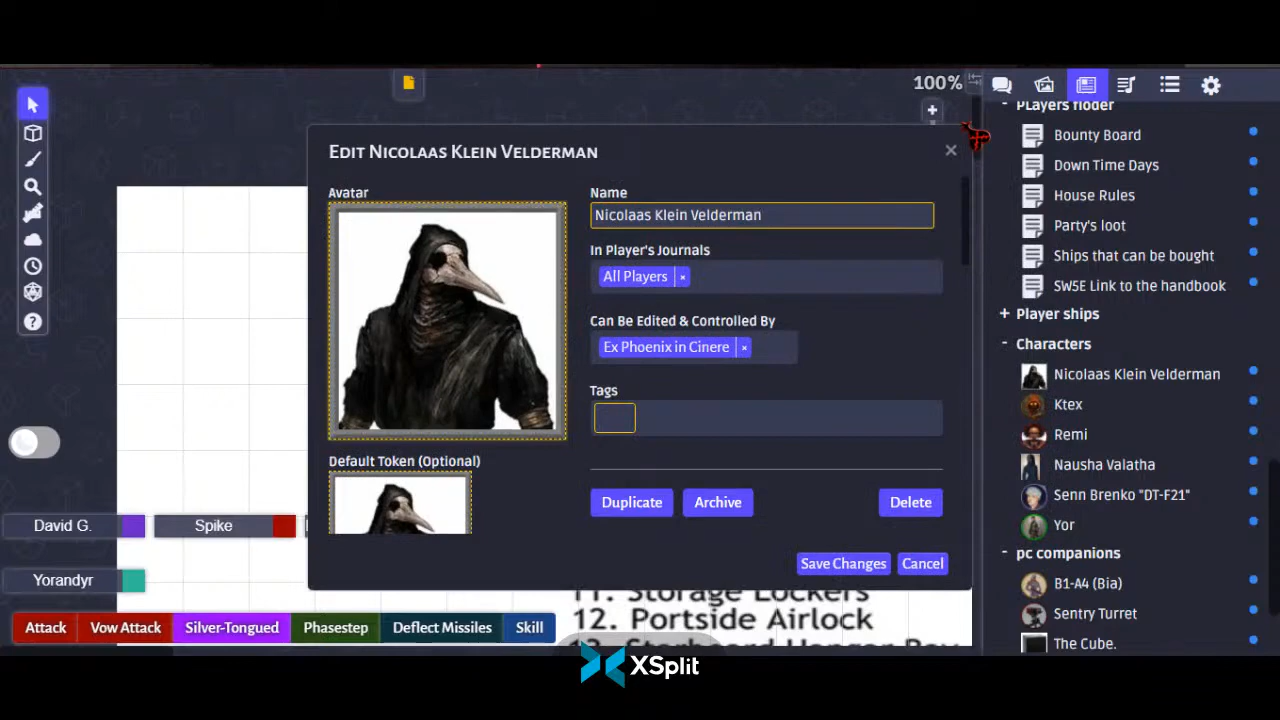 100%
EDIT NICOLAAS KLEIN VELDERMAN
×
Avatar
Name
Nicolaas Klein Velderman
In Player's Journals
All Players ×
Can Be Edited & Controlled By
Ex Phoenix in Cinere ×
Tags
Default Token (Optional)
Duplicate Archive Delete
Save Changes Cancel
David G. Spike
Yorandyr
Attack Vow Attack Silver-Tongued Phasestep Deflect Missiles Skill
11. Storage Lockers
12. Portside Airlock
13. Starboard Hangar Bay
XSplit
PLayers floder
Bounty Board
Down Time Days
House Rules
Party's loot
Ships that can be bought
SW5E Link to the handbook
+ Player ships
- Characters
Nicolaas Klein Velderman
Ktex
Remi
Nausha Valatha
Senn Brenko "DT-F21"
Yor
- pc companions
B1-A4 (Bia)
Sentry Turret
The Cube.